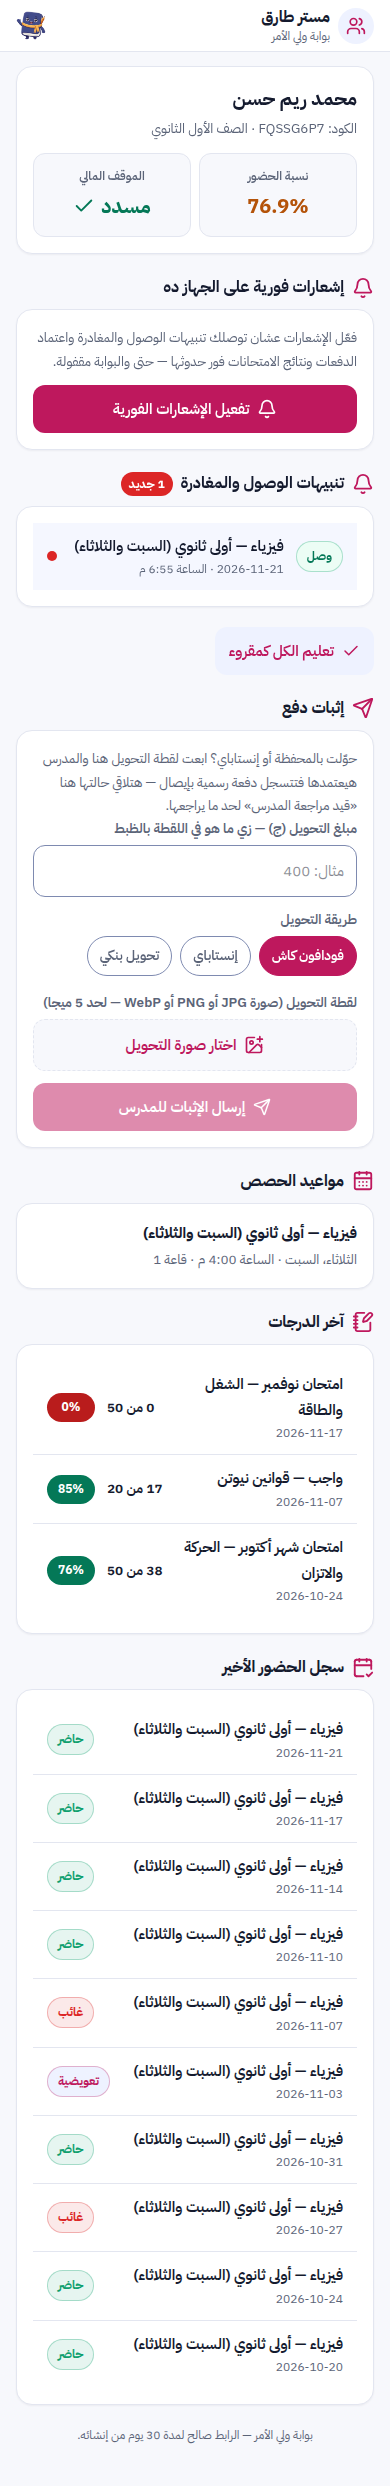 مستر طارق
بوابة ولي الأمر
محمد ريم حسن
الكود: FQSSG6P7 · الصف الأول الثانوي
نسبة الحضور
76.9%
الموقف المالي
مسدد
إشعارات فورية على الجهاز ده
فعّل الإشعارات عشان توصلك تنبيهات الوصول والمغادرة واعتماد
الدفعات ونتائج الامتحانات فور حدوثها — حتى والبوابة مقفولة.
تفعيل الإشعارات الفورية
تنبيهات الوصول والمغادرة
1 جديد
وصل
فيزياء — أولى ثانوي (السبت والثلاثاء)
2026-11-21 · الساعة 6:55 م
تعليم الكل كمقروء
إثبات دفع
حوّلت بالمحفظة أو إنستاباي؟ ابعت لقطة التحويل هنا والمدرس
هيعتمدها فتتسجل دفعة رسمية بإيصال — هتلاقي حالتها هنا
«قيد مراجعة المدرس» لحد ما يراجعها.
مبلغ التحويل (ج) — زي ما هو في اللقطة بالظبط
مثال: 400
طريقة التحويل
فودافون كاش
إنستاباي
تحويل بنكي
لقطة التحويل (صورة JPG أو PNG أو WebP — لحد 5 ميجا)
اختار صورة التحويل
إرسال الإثبات للمدرس
مواعيد الحصص
فيزياء — أولى ثانوي (السبت والثلاثاء)
الثلاثاء، السبت · الساعة 4:00 م · قاعة 1
آخر الدرجات
امتحان نوفمبر — الشغل
والطاقة
2026-11-17
0 من 50
0%
واجب — قوانين نيوتن
2026-11-07
17 من 20
85%
امتحان شهر أكتوبر — الحركة
والاتزان
2026-10-24
38 من 50
76%
سجل الحضور الأخير
فيزياء — أولى ثانوي (السبت والثلاثاء)
2026-11-21
حاضر
فيزياء — أولى ثانوي (السبت والثلاثاء)
2026-11-17
حاضر
فيزياء — أولى ثانوي (السبت والثلاثاء)
2026-11-14
حاضر
فيزياء — أولى ثانوي (السبت والثلاثاء)
2026-11-10
حاضر
فيزياء — أولى ثانوي (السبت والثلاثاء)
2026-11-07
غائب
فيزياء — أولى ثانوي (السبت والثلاثاء)
2026-11-03
تعويضية
فيزياء — أولى ثانوي (السبت والثلاثاء)
2026-10-31
حاضر
فيزياء — أولى ثانوي (السبت والثلاثاء)
2026-10-27
غائب
فيزياء — أولى ثانوي (السبت والثلاثاء)
2026-10-24
حاضر
فيزياء — أولى ثانوي (السبت والثلاثاء)
2026-10-20
حاضر
بوابة ولي الأمر — الرابط صالح لمدة 30 يوم من إنشائه.